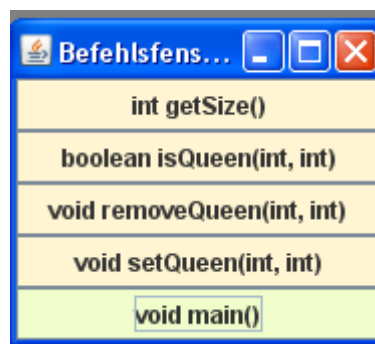 Befehlsfens...
int getSize()
boolean isQueen(int, int)
void removeQueen(int, int)
void setQueen(int, int)
void main()